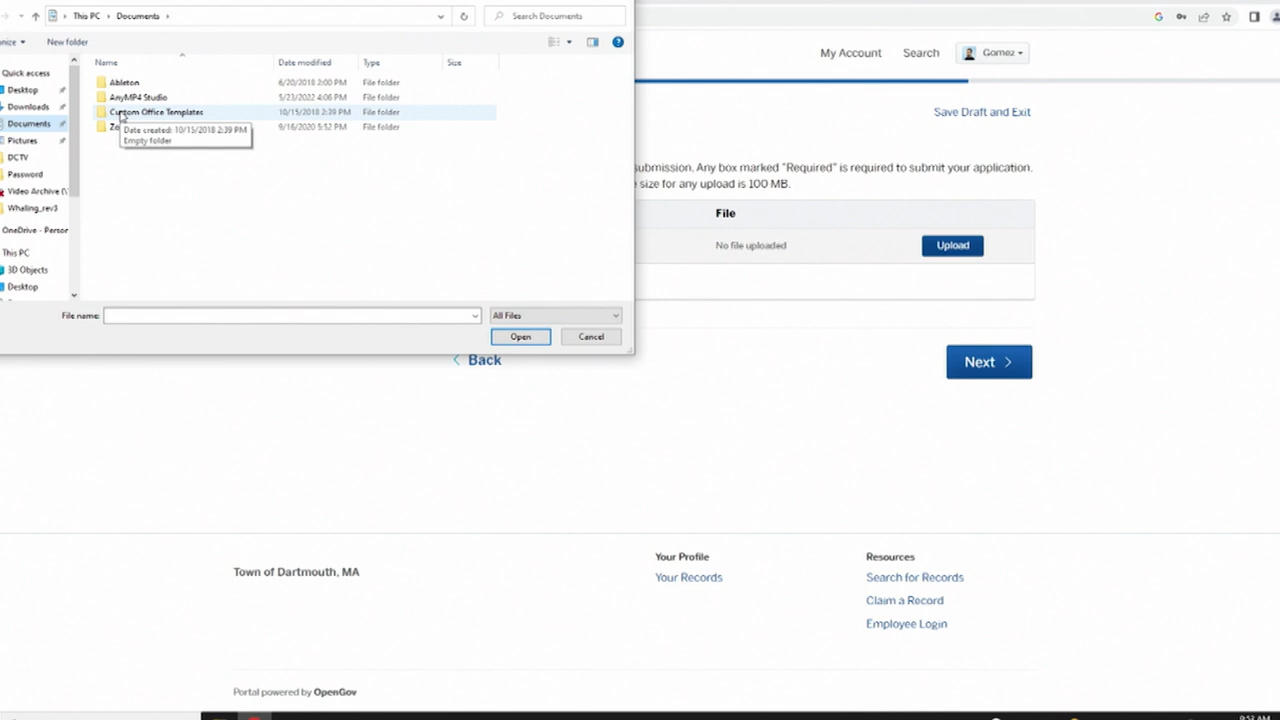 This PC > Documents >
Search Documents
New folder
Name
Date modified
Type
Size
Quick access
Desktop
Downloads
Documents
Pictures
DCTV
Password
Video Archive (\
Whaling_rev3
OneDrive - Person
This PC
3D Objects
Desktop
Ableton 6/20/2018 2:00 PM File folder
AnyMP4 Studio 5/23/2022 4:06 PM File folder
Custom Office Templates 10/15/2018 2:39 PM File folder
9/16/2020 5:52 PM File folder
Date created: 10/15/2018 2:39 PM
Empty folder
File name:
All Files
Open
Cancel
My Account
Search
Gomez
Save Draft and Exit
submission. Any box marked "Required" is required to submit your application.
size for any upload is 100 MB.
File
No file uploaded
Upload
Back
Next
Town of Dartmouth, MA
Your Profile
Your Records
Resources
Search for Records
Claim a Record
Employee Login
Portal powered by OpenGov